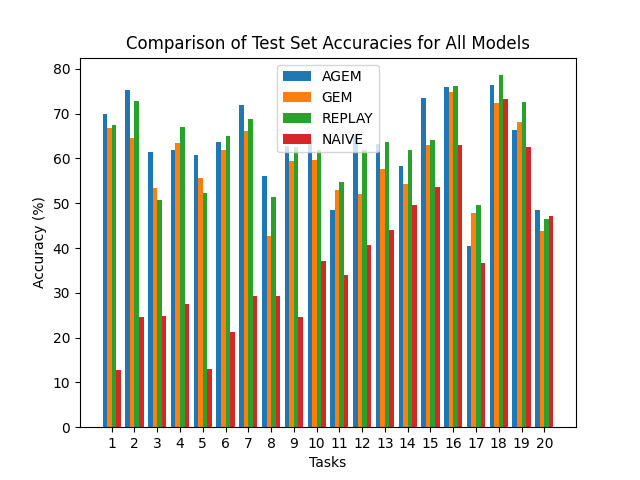 Comparison of Test Set Accuracies for All Models
AGEM
GEM
REPLAY
NAIVE
Accuracy (%)
80
70
60
50
40
30
20
10
0
1 2 3 4 5 6 7 8 9 10 11 12 13 14 15 16 17 18 19 20
Tasks